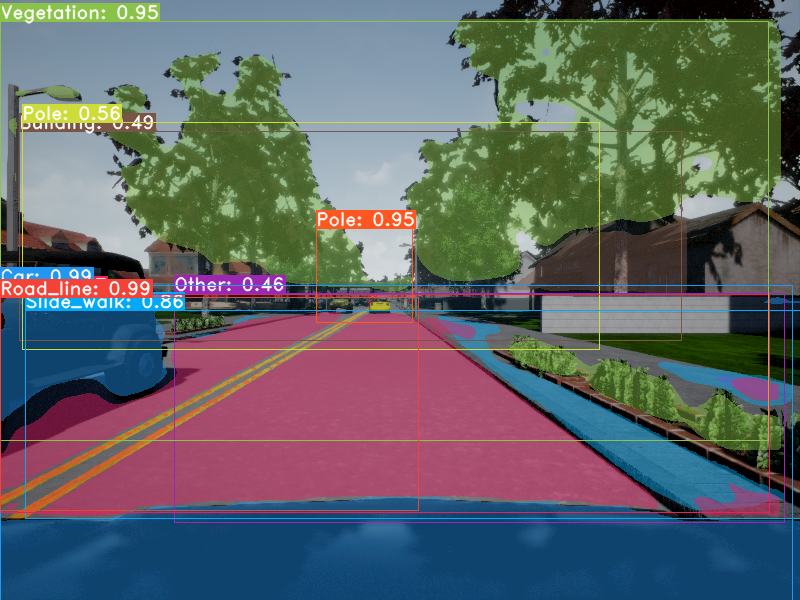 Vegetation: 0.95
Pole: 0.56
Building: 0.49
Pole: 0.95
Car: 0.99
Other: 0.46
Road_line: 0.99
Slide_walk: 0.86